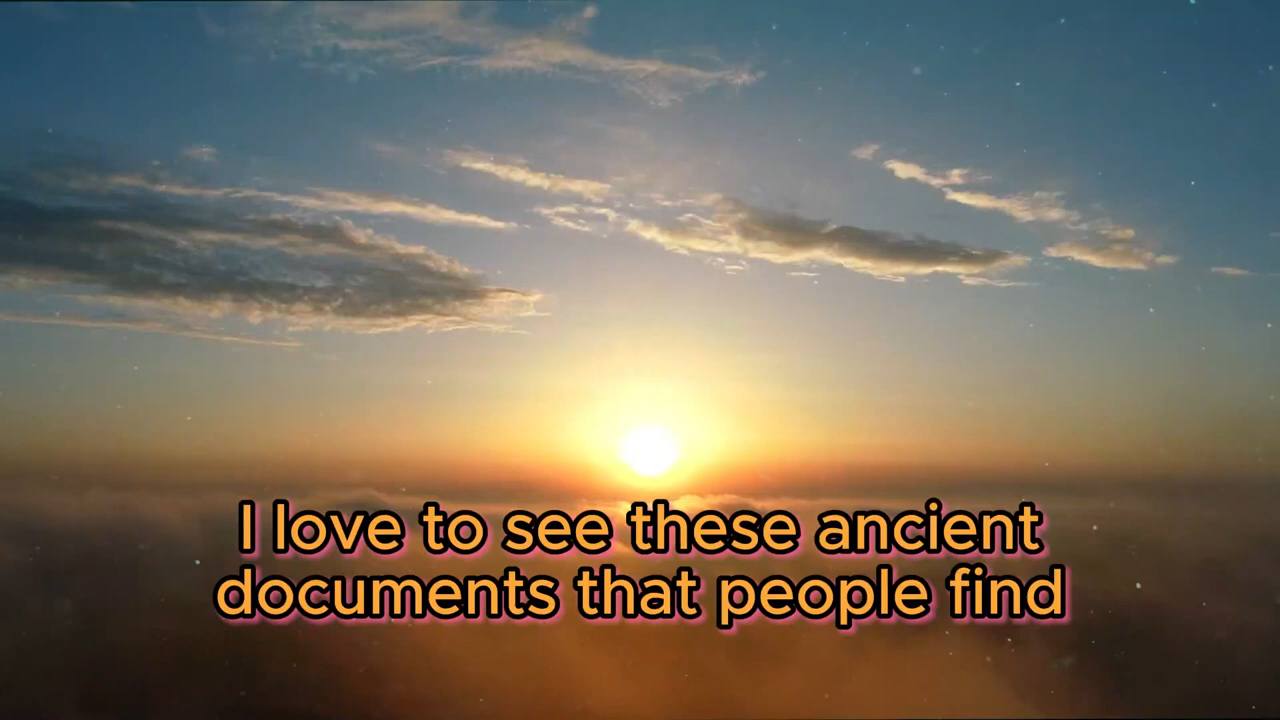 I love to see these ancient
documents that people find